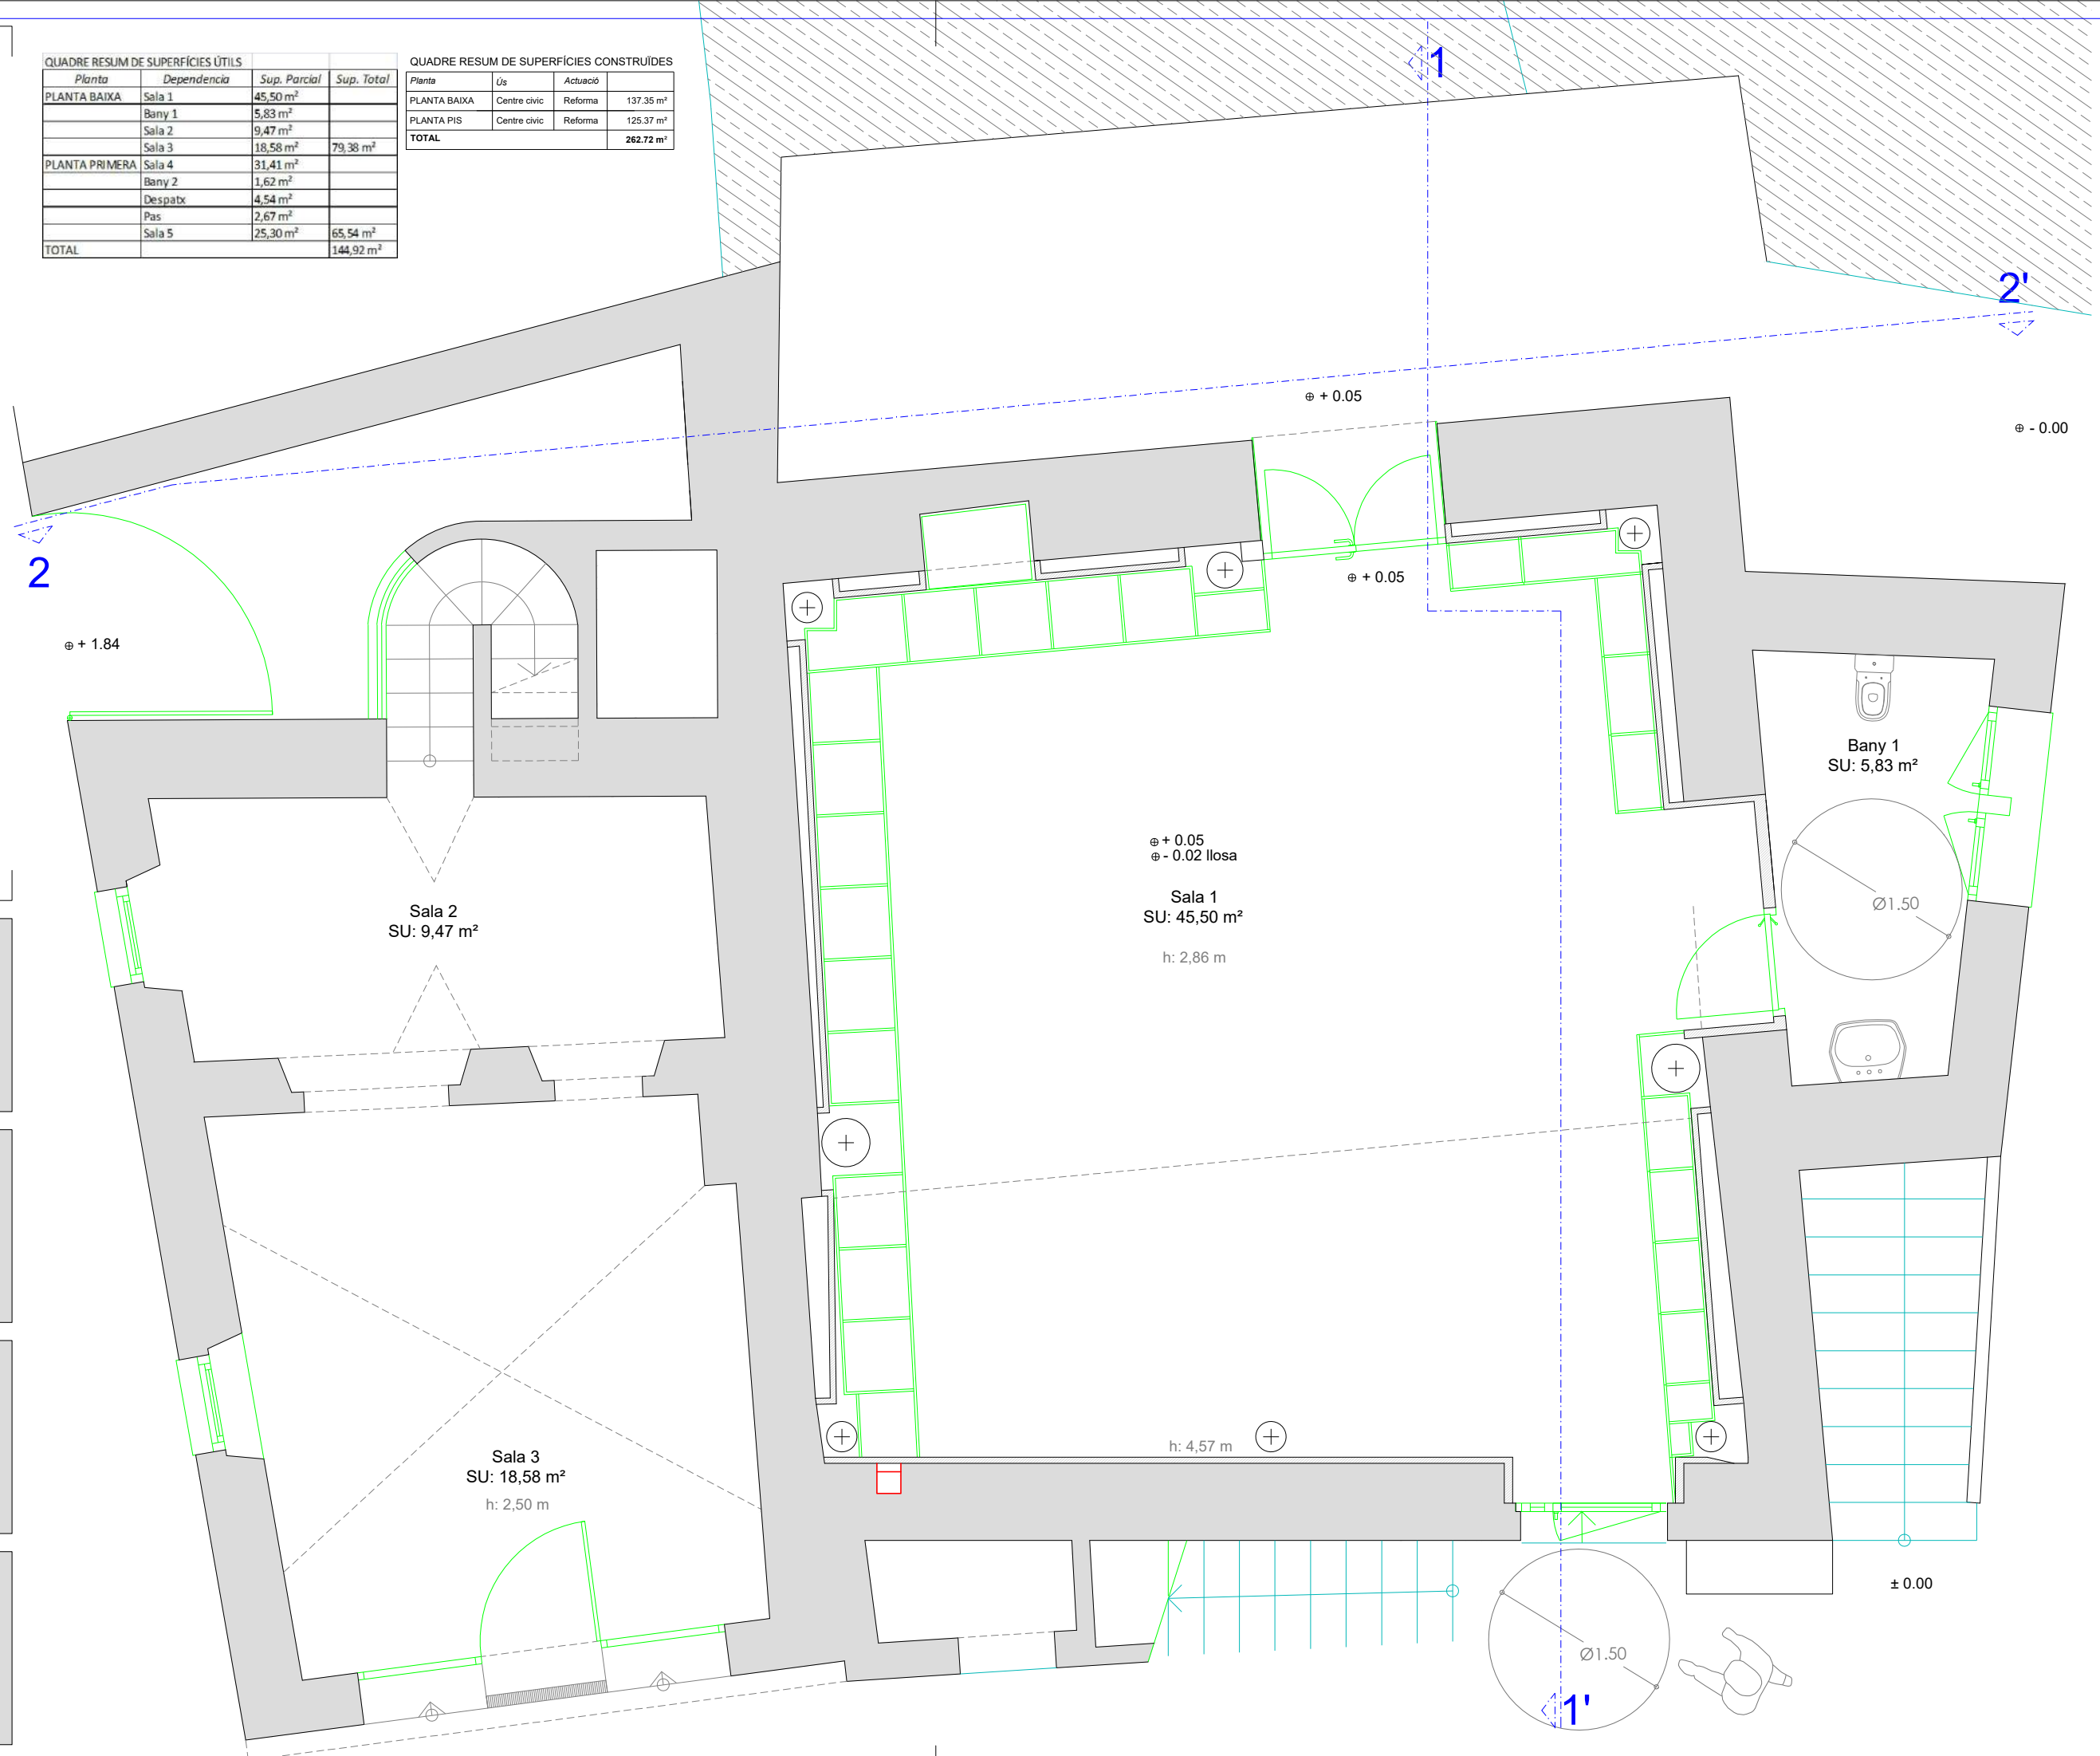 QUADRE RESUM DE SUPERFÍCIES ÚTILS
Planta Dependencia Sup. Parcial Sup. Total
PLANTA BAIXA Sala 1 45,50 m²
Bany 1 5,83 m²
Sala 2 9,47 m²
Sala 3 18,58 m² 79,38 m²
PLANTA PRIMERA Sala 4 31,41 m²
Bany 2 1,62 m²
Despatx 4,54 m²
Pas 2,67 m²
Sala 5 25,30 m² 65,54 m²
TOTAL 144,92 m²
QUADRE RESUM DE SUPERFÍCIES CONSTRUÏDES
Planta Ús Actuació
PLANTA BAIXA Centre civic Reforma 137.35 m²
PLANTA PIS Centre civic Reforma 125.37 m²
TOTAL 262.72 m²
1
2'
+ 0.05
- 0.00
2
+ 0.05
+ 1.84
Bany 1
SU: 5,83 m²
Ø1.50
+ 0.05
- 0.02 llosa
Sala 1
SU: 45,50 m²
h: 2,86 m
Sala 2
SU: 9,47 m²
h: 4,57 m
Sala 3
SU: 18,58 m²
h: 2,50 m
± 0.00
Ø1.50
1'